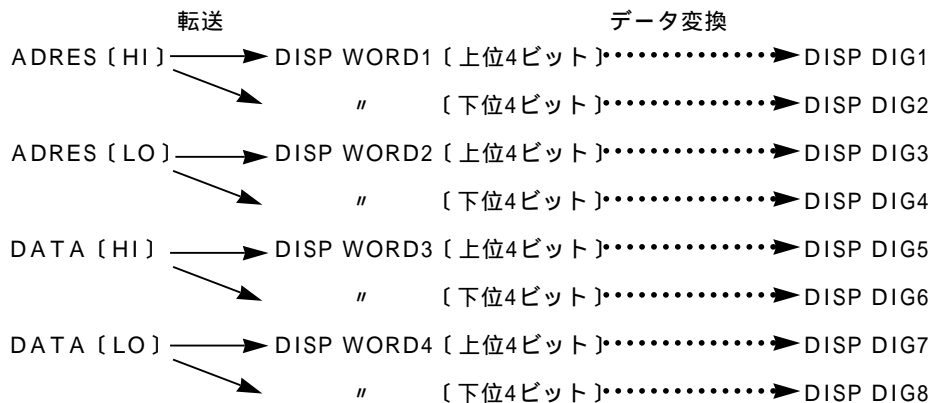 転送 データ変換
ADRES〔HI〕 DISP WORD1〔上位4ビット〕 DISP DIG1
〃 〔下位4ビット〕 DISP DIG2
ADRES〔LO〕 DISP WORD2〔上位4ビット〕 DISP DIG3
〃 〔下位4ビット〕 DISP DIG4
DATA〔HI〕 DISP WORD3〔上位4ビット〕 DISP DIG5
〃 〔下位4ビット〕 DISP DIG6
DATA〔LO〕 DISP WORD4〔上位4ビット〕 DISP DIG7
〃 〔下位4ビット〕 DISP DIG8